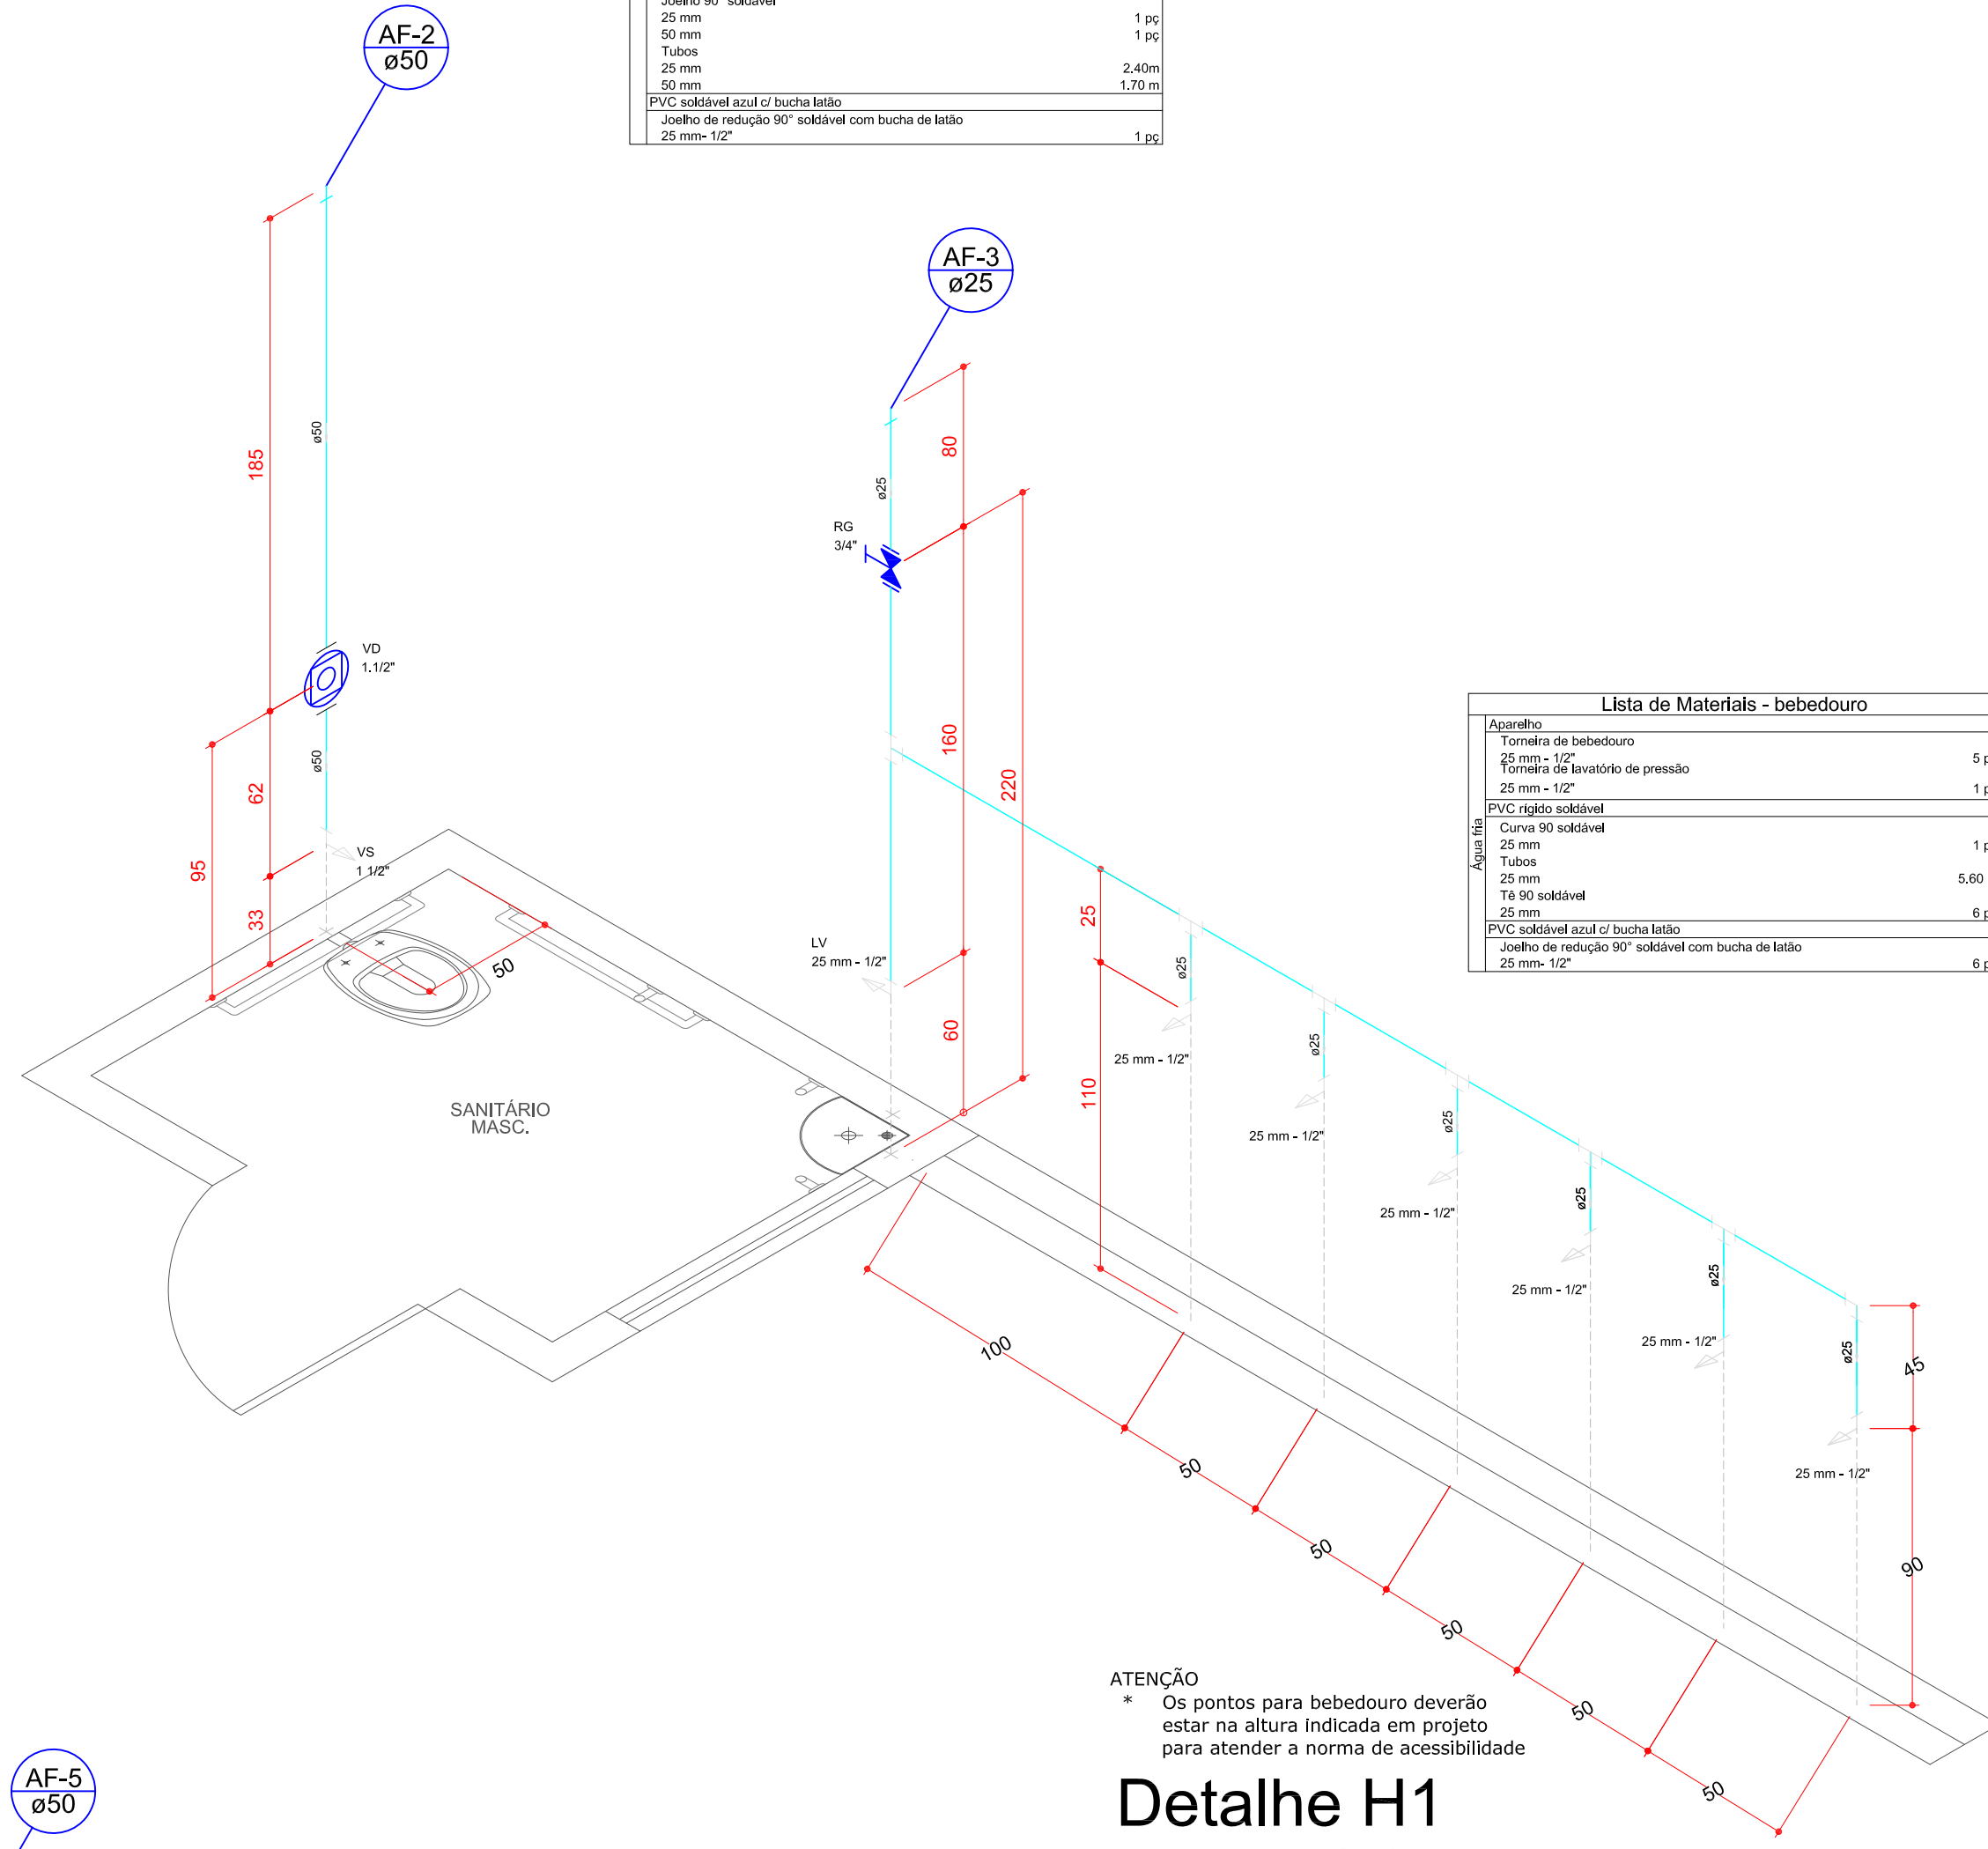 Joelho 90° soldável
25 mm 1 pç
50 mm 1 pç
Tubos
25 mm 2.40m
50 mm 1.70 m
PVC soldável azul c/ bucha latão
Joelho de redução 90° soldável com bucha de latão
25 mm- 1/2" 1 pç
AF-2
ø50
AF-3
ø25
ø50
185
VD
1.1/2"
ø50
62
95
33
VS
1 1/2"
50
80
ø25
RG
3/4"
160
220
LV
25 mm - 1/2"
60
SANITÁRIO
MASC.
25
110
ø25
25 mm - 1/2"
ø25
25 mm - 1/2"
ø25
25 mm - 1/2"
ø25
25 mm - 1/2"
ø25
25 mm - 1/2"
ø25
25 mm - 1/2"
45
90
100
50
50
50
50
50
Lista de Materiais - bebedouro
Água fria
Aparelho
Torneira de bebedouro
25 mm - 1/2" 5 p
Torneira de lavatório de pressão
25 mm - 1/2" 1 p
PVC rígido soldável
Curva 90 soldável
25 mm 1 p
Tubos
25 mm 5.60
Tê 90 soldável
25 mm 6 p
PVC soldável azul c/ bucha latão
Joelho de redução 90° soldável com bucha de latão
25 mm- 1/2" 6 p
ATENÇÃO
* Os pontos para bebedouro deverão
estar na altura indicada em projeto
para atender a norma de acessibilidade
Detalhe H1
AF-5
ø50